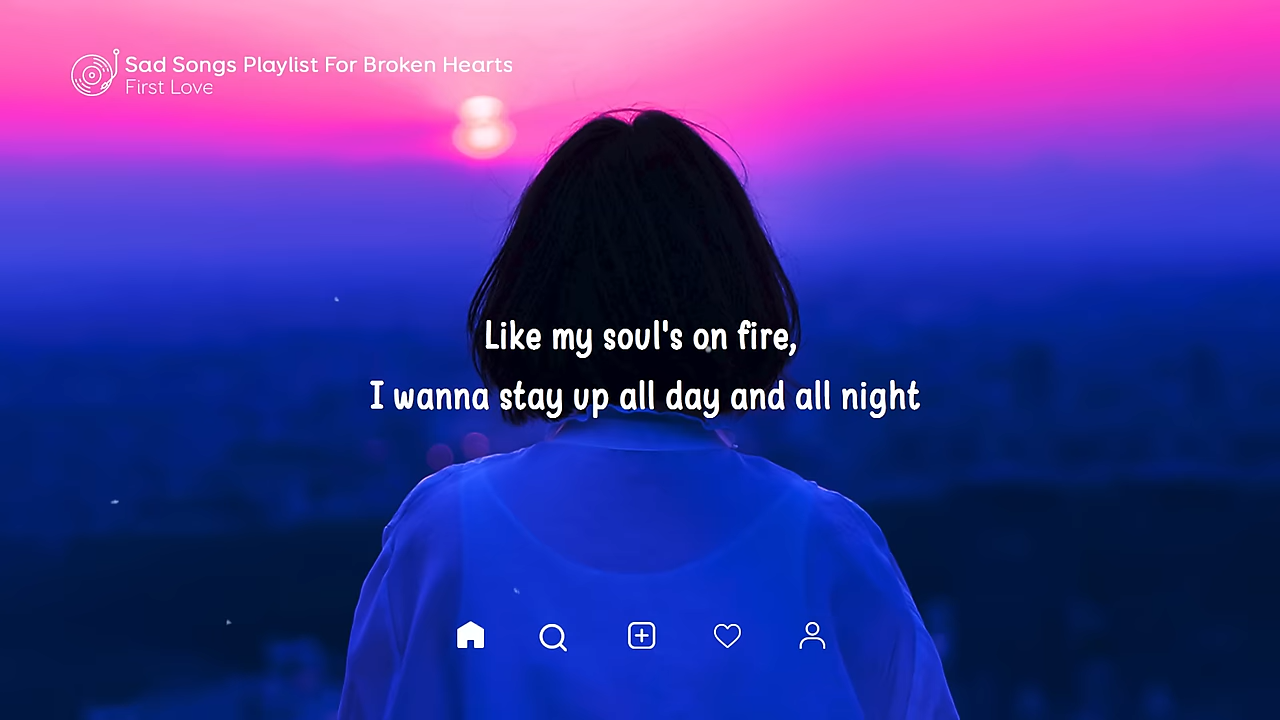 Sad Songs Playlist For Broken Hearts
First Love
Like my soul's on fire,
I wanna stay up all day and all night